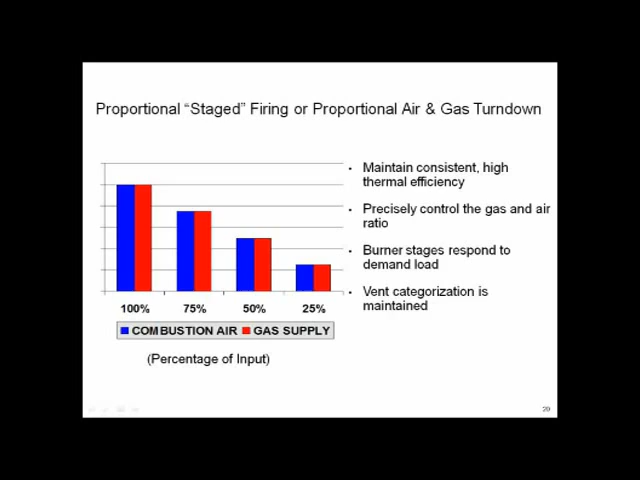 Proportional “Staged” Firing or Proportional Air & Gas Turndown
• Maintain consistent, high
thermal efficiency
• Precisely control the gas and air
ratio
• Burner stages respond to
demand load
• Vent categorization is
maintained
100% 75% 50% 25%
COMBUSTION AIR GAS SUPPLY
(Percentage of Input)
20